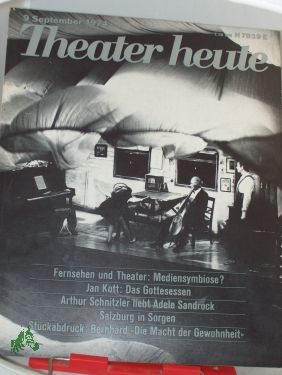 9 September 1974
Theater heute
Fernsehen und Theater: Mediensymbiose?
Jan Kott: Das Gottesessen
Arthur Schnitzler liebt Adele Sandrock
Salzburg in Sorgen
Stückabdruck: Bernhard «Die Macht der Gewohnheit»